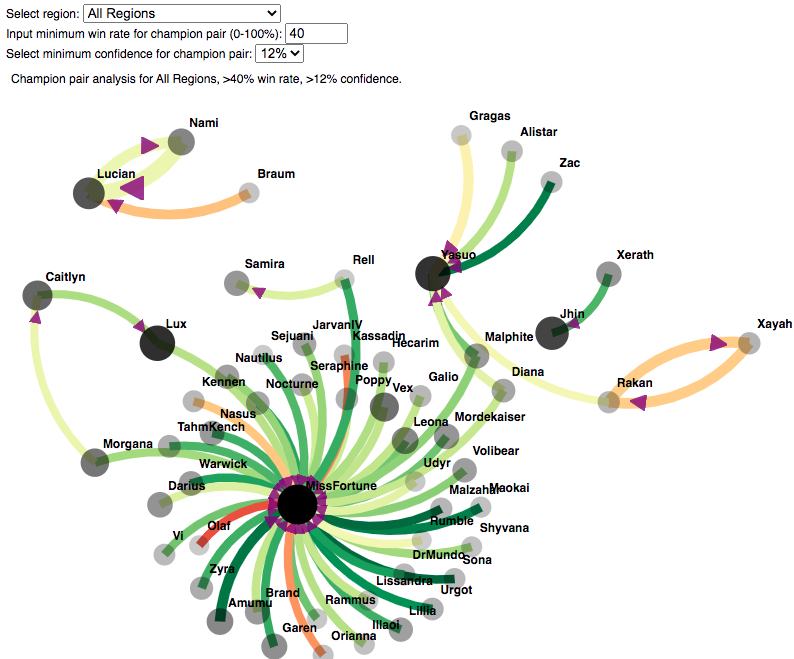 Select region: All Regions
Input minimum win rate for champion pair (0-100%): 40
Select minimum confidence for champion pair: 12%
Champion pair analysis for All Regions, >40% win rate, >12% confidence.
Gragas
Nami
Alistar
Zac
Lucian
Braum
Yasuo
Xerath
Samira
Rell
Caitlyn
Jhin
Lux
JarvanIV
Xayah
Sejuani
Kassadin
Malphite
Hecarim
Nautilus
Seraphine
Diana
Kennen
Nocturne
Poppy
Galio
Rakan
Vex
Nasus
Mordekaiser
TahmKench
Leona
Morgana
Volibear
Warwick
Udyr
Darius
MissFortune
Malzahar
Maokai
Olaf
Rumble
Shyvana
Vi
DrMundo
Sona
Zyra
Lissandra
Urgot
Brand
Amumu
Rammus
Lillia
Garen
Illaoi
Orianna